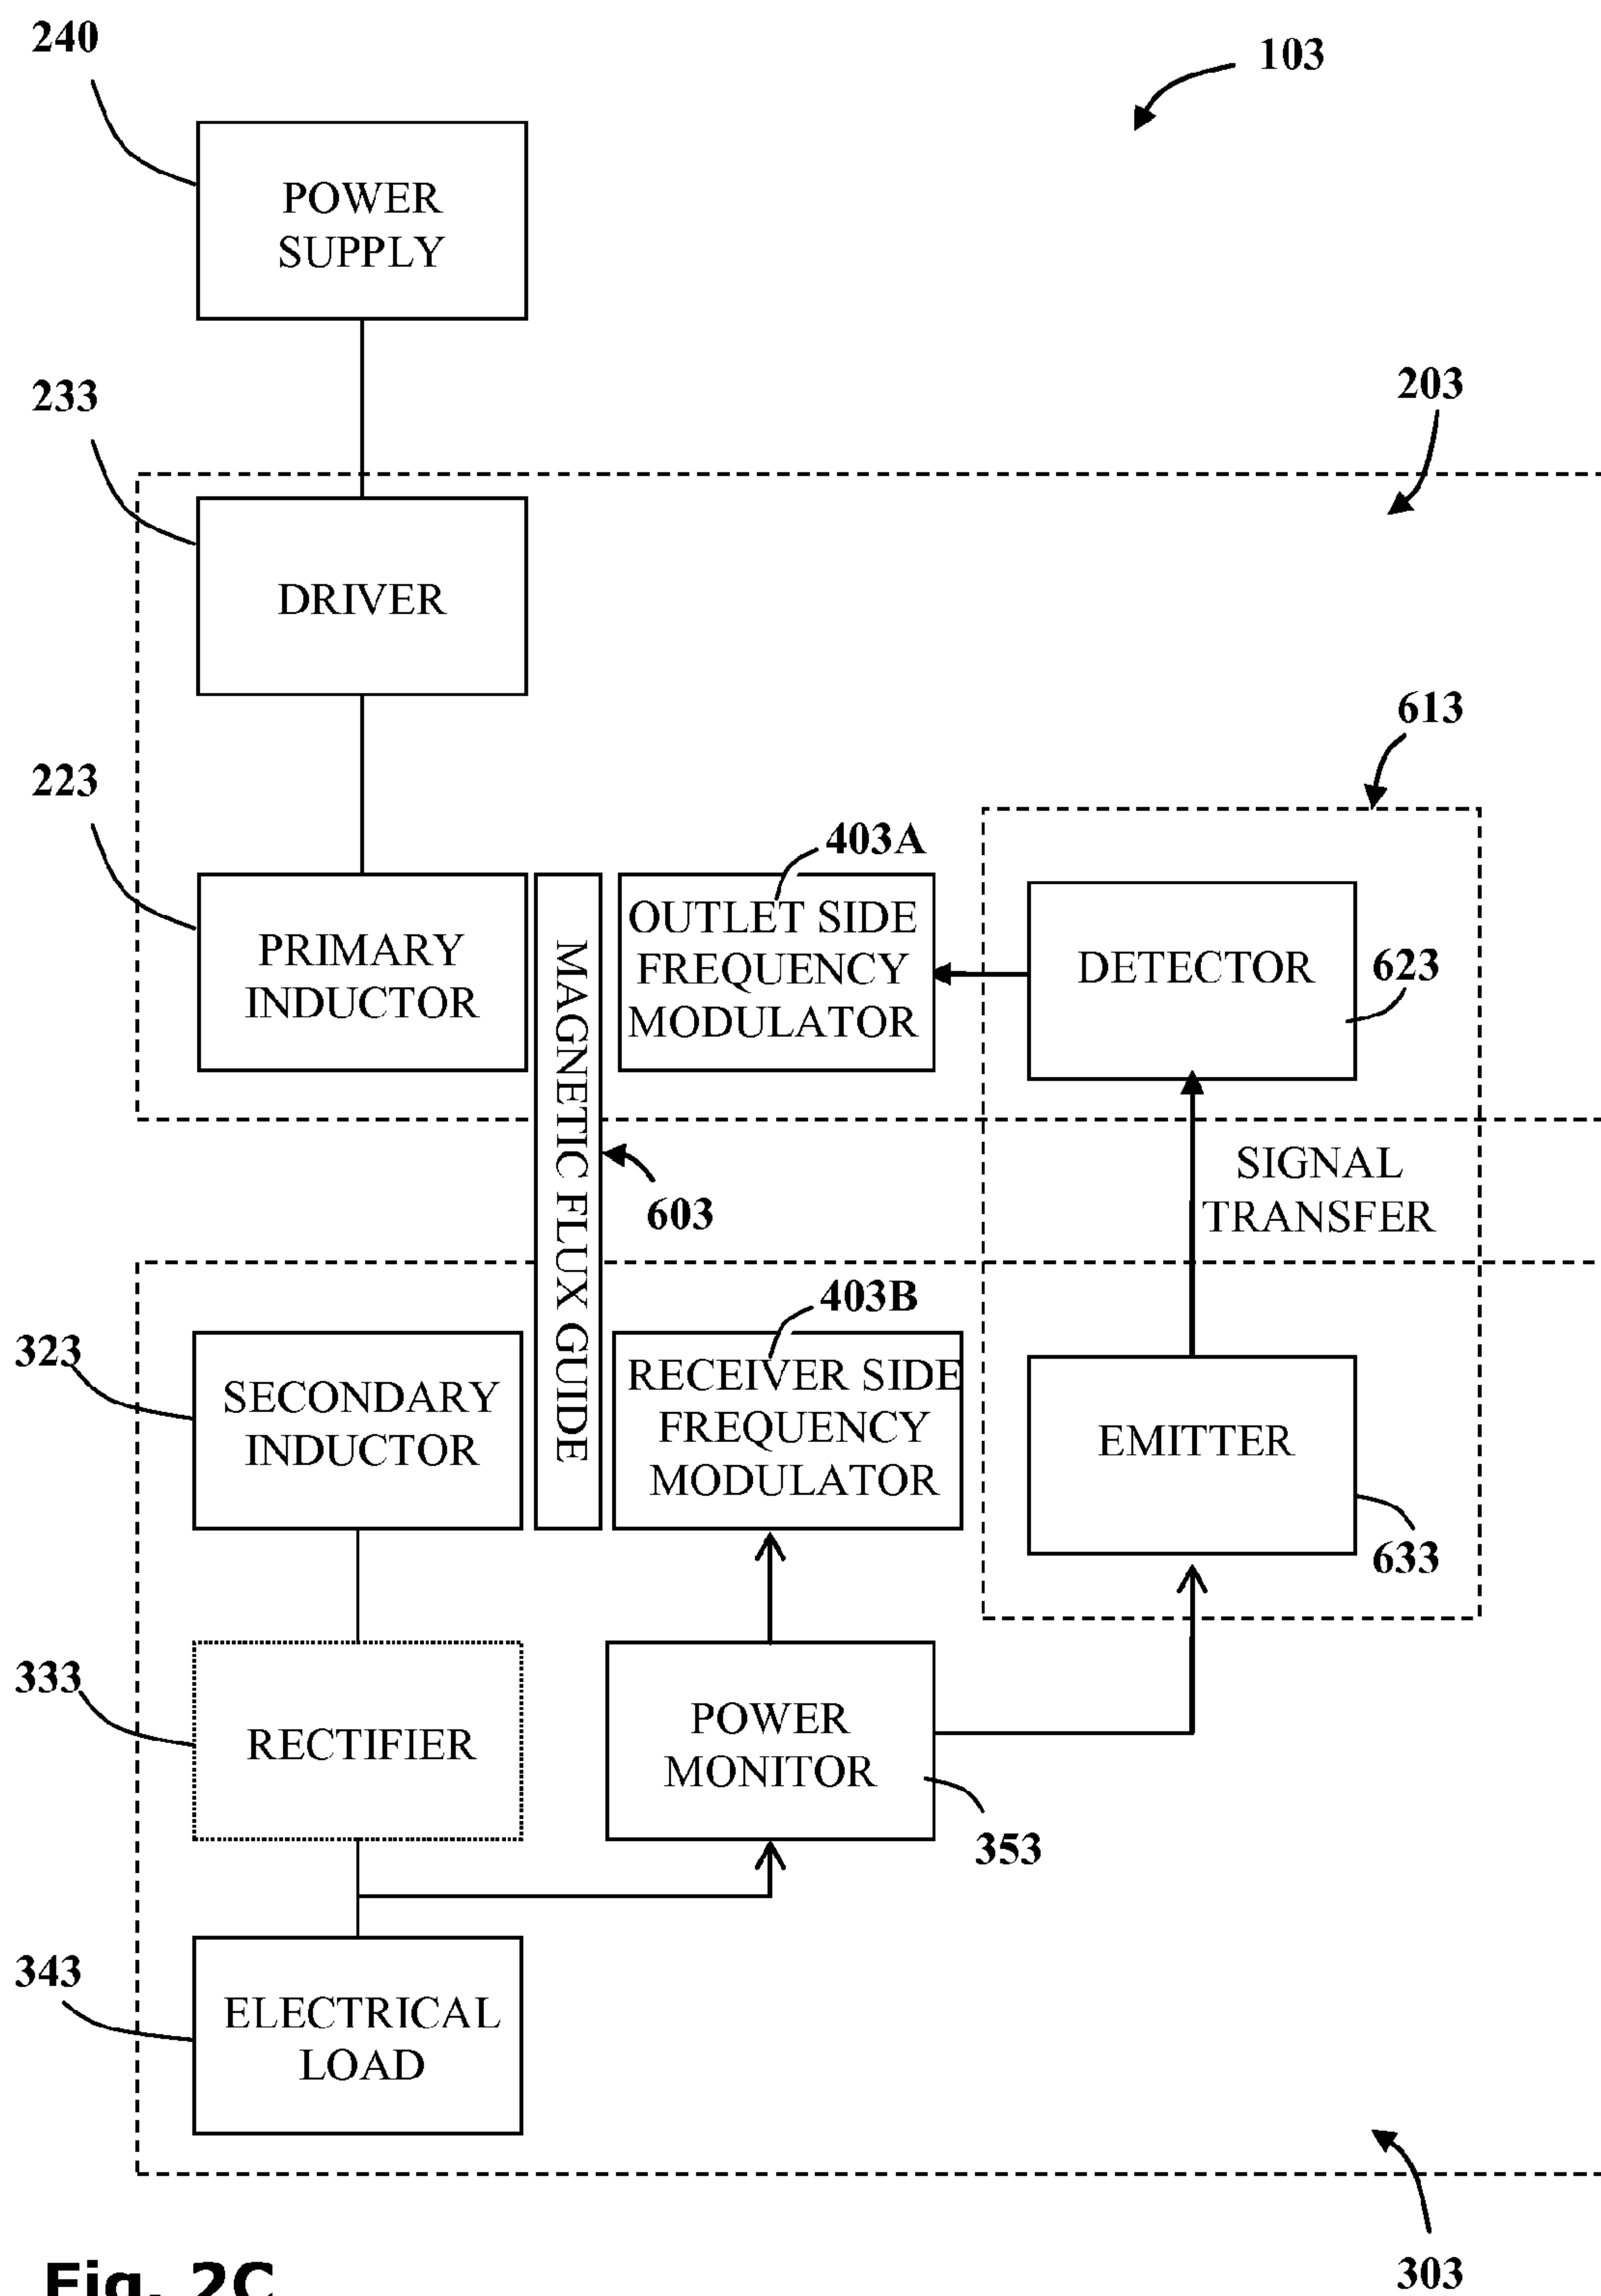 240
103
POWER
SUPPLY
233
203
DRIVER
613
223
403A
PRIMARY
INDUCTOR
MAGNETIC FLUX GUIDE
OUTLET SIDE
FREQUENCY
MODULATOR
DETECTOR
623
SIGNAL
TRANSFER
603
403B
323
SECONDARY
INDUCTOR
RECEIVER SIDE
FREQUENCY
MODULATOR
EMITTER
633
333
RECTIFIER
POWER
MONITOR
353
343
ELECTRICAL
LOAD
303
Fig. 2C